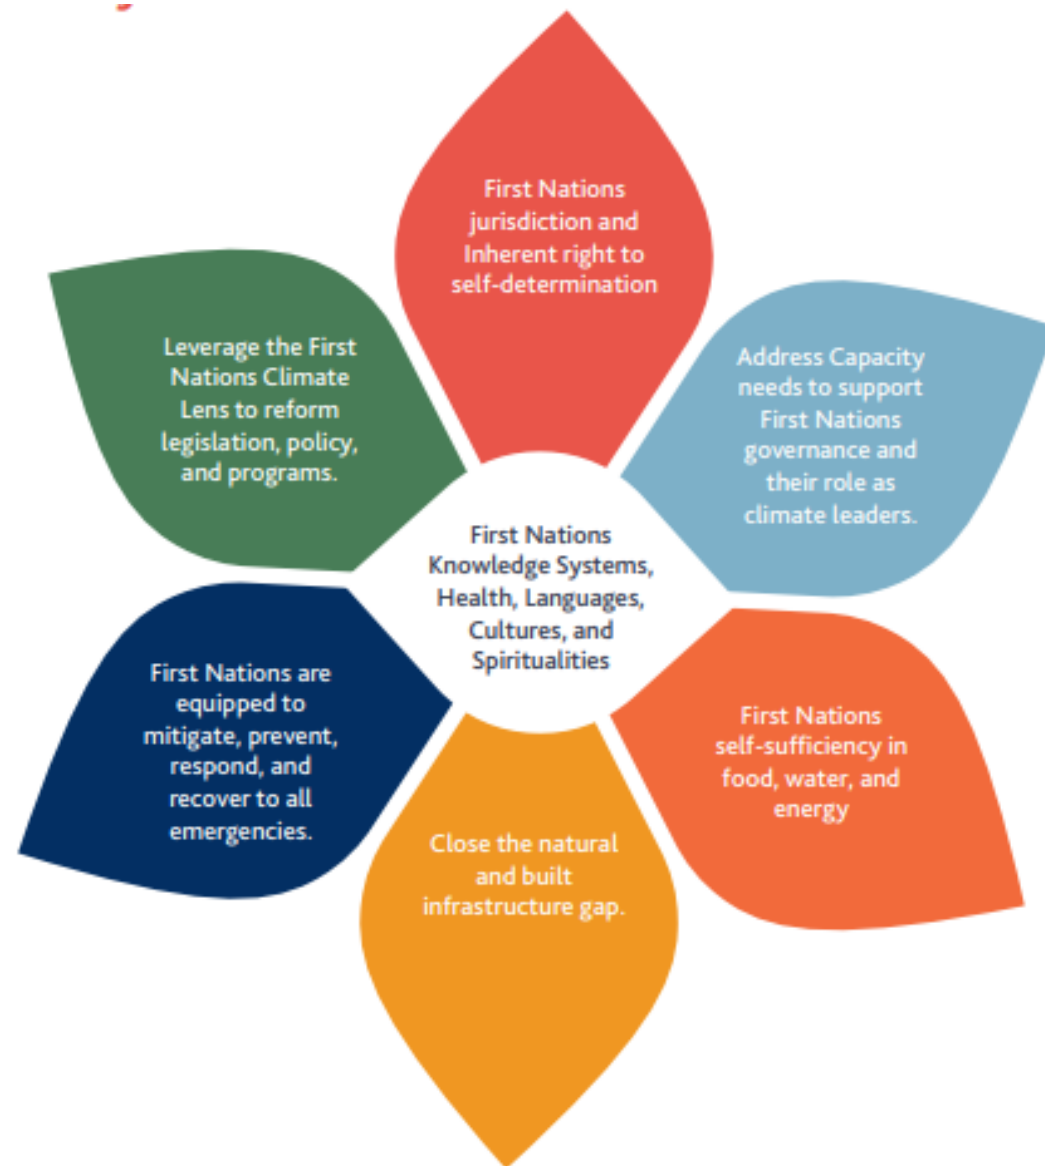 First Nations
jurisdiction and
Inherent right to
self-determination
Address Capacity
needs to support
First Nations
governance and
their role as
climate leaders.
First Nations
self-sufficiency in
food, water, and
energy
Close the natural
and built
infrastructure gap.
First Nations are
equipped to
mitigate, prevent,
respond, and
recover to all
emergencies.
Leverage the First
Nations Climate
Lens to reform
legislation, policy,
and programs.
First Nations
Knowledge Systems,
Health, Languages,
Cultures, and
Spiritualities